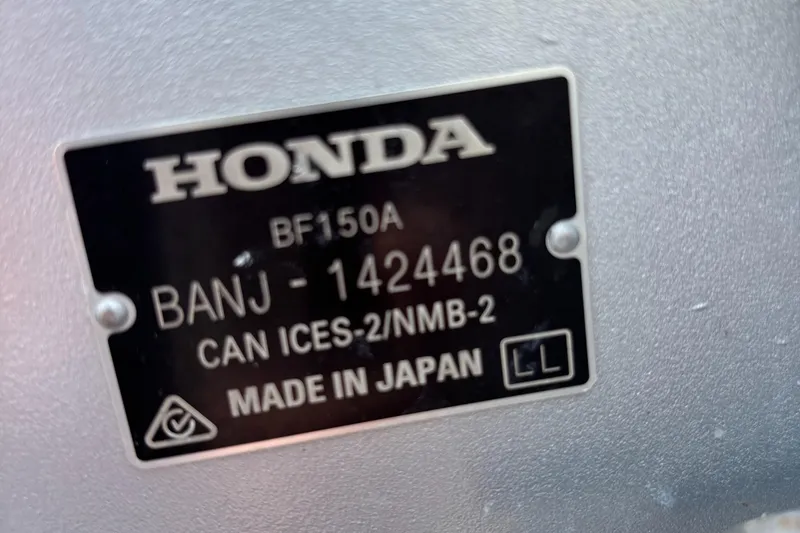 HONDA
BF150A
BANJ - 1424468
CAN ICES-2/NMB-2
MADE IN JAPAN
LL